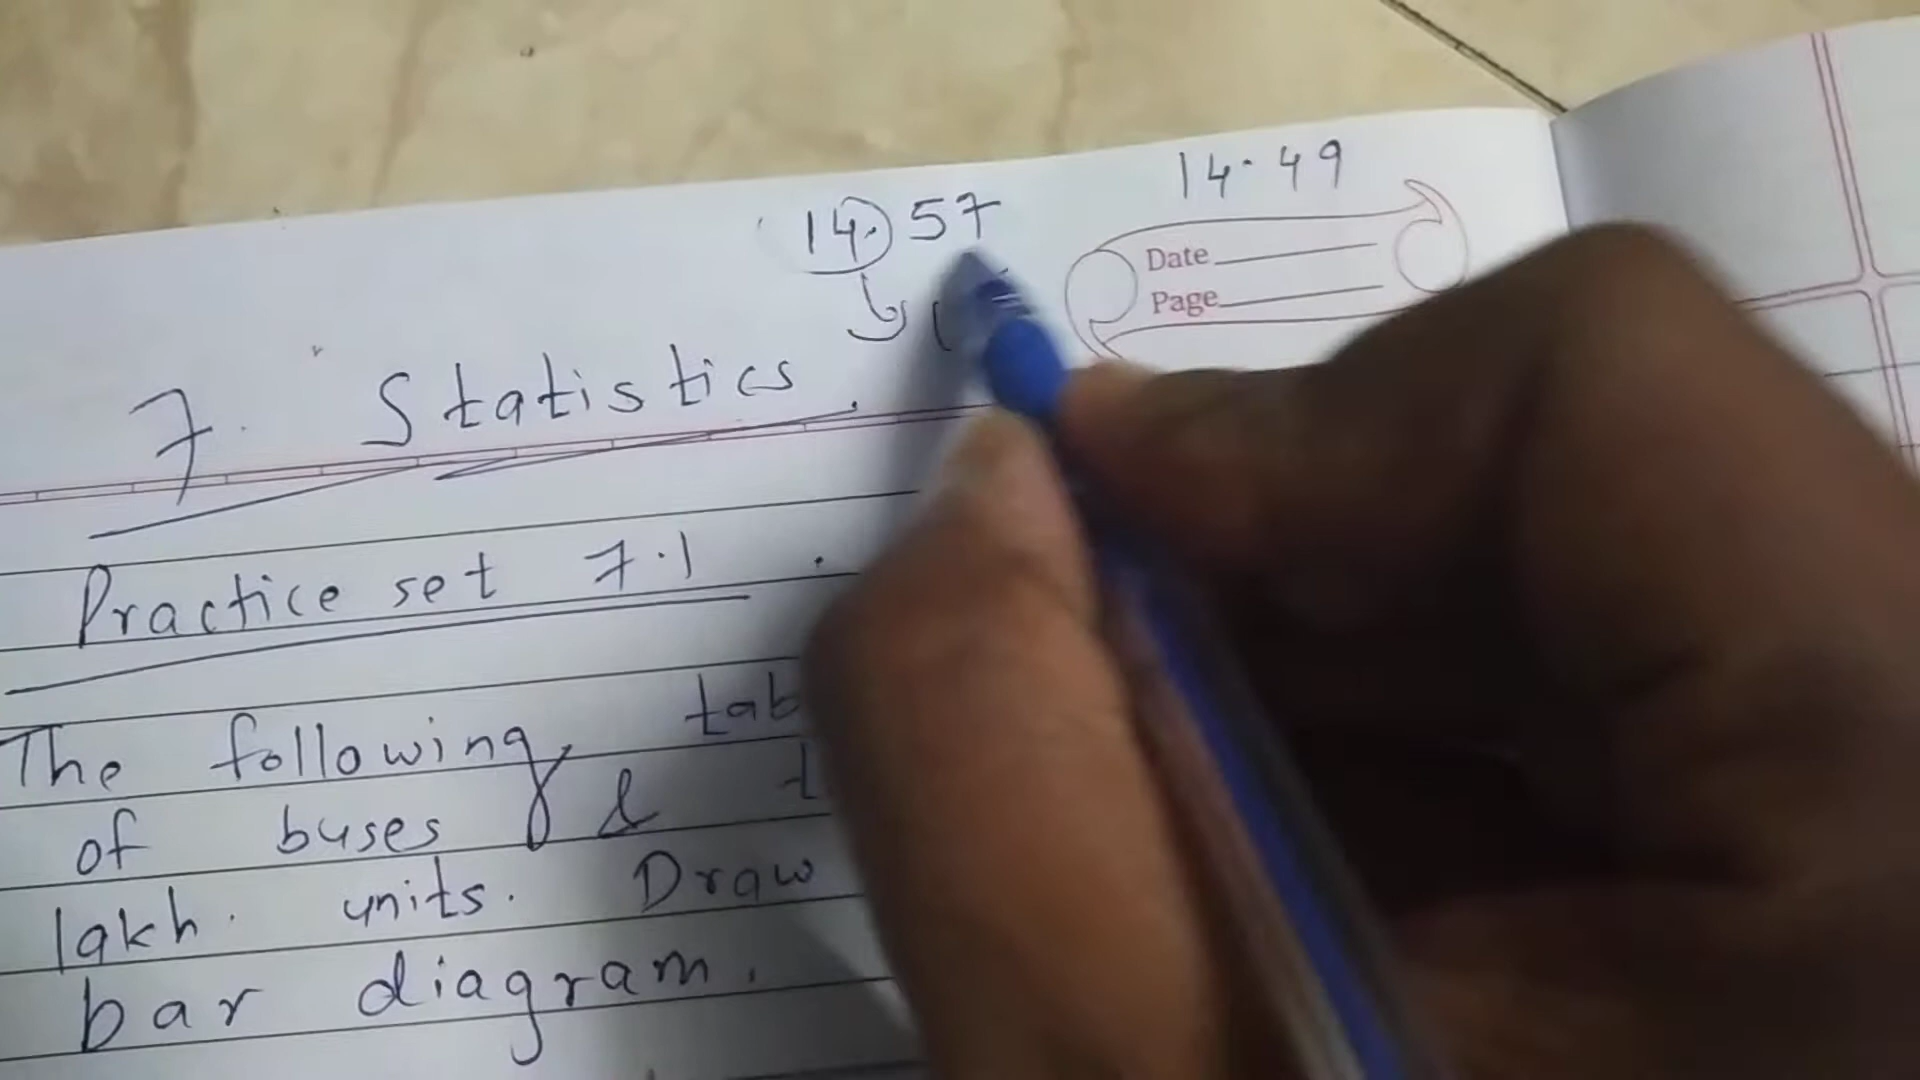 14.49
14.57
Date
Page
7. Statistics.
Practice set 7.1
The following
of buses &
lakh units. Draw
bar diagram.